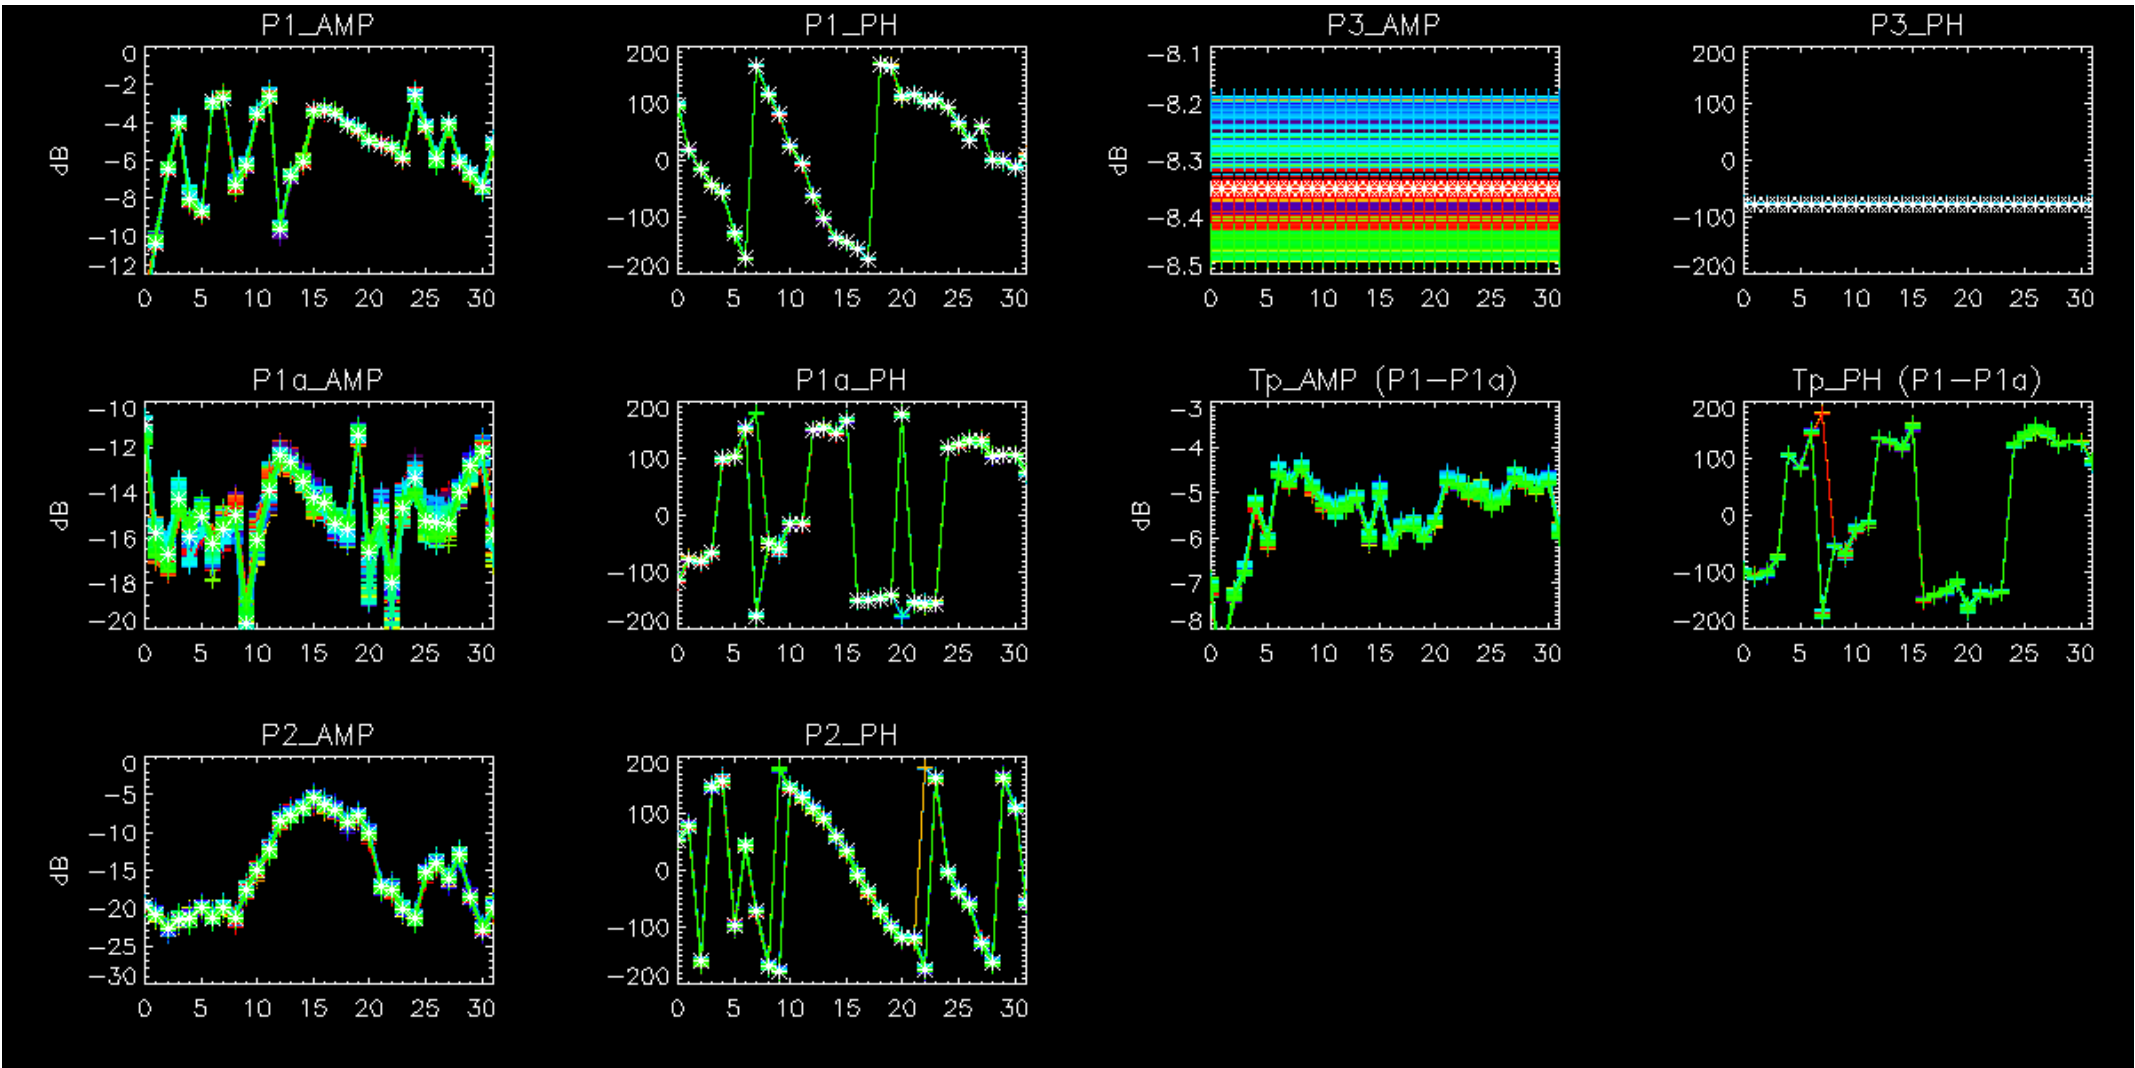 P1_AMP P1_PH P3_AMP P3_PH
0 200 -8.1 200
-2
100 -8.2 100
-4
dB -6 0 dB -8.3 0
-8
-100 -8.4 -100
-10
-12 -200 -8.5 -200
0 5 10 15 20 25 30 0 5 10 15 20 25 30 0 5 10 15 20 25 30 0 5 10 15 20 25 30
P1a_AMP P1a_PH Tp_AMP (P1-P1a) Tp_PH (P1-P1a)
-10 200 -3 200
-12 100 -4 100
-14
dB 0 dB -5 0
-16 -6
-18 -100 -7 -100
-20 -200 -8 -200
0 5 10 15 20 25 30 0 5 10 15 20 25 30 0 5 10 15 20 25 30 0 5 10 15 20 25 30
P2_AMP P2_PH
0 200
-5
100
-10
dB -15 0
-20
-100
-25
-30 -200
0 5 10 15 20 25 30 0 5 10 15 20 25 30